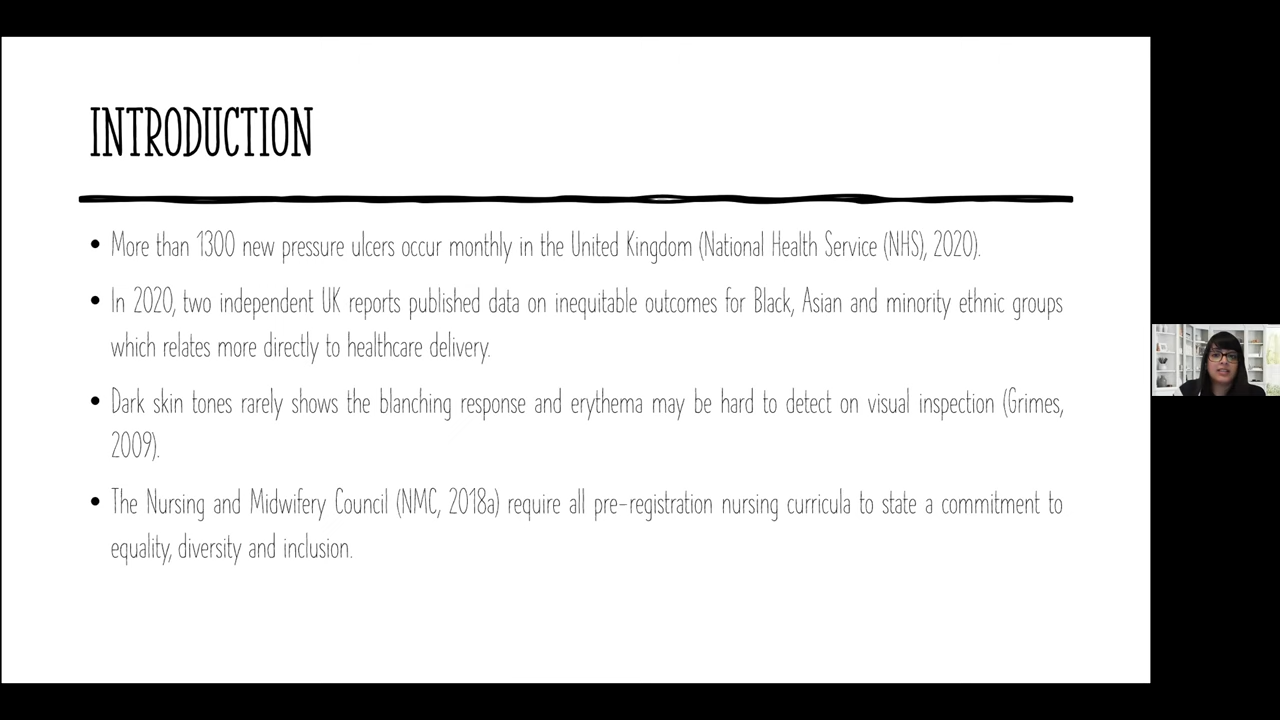 INTRODUCTION
• More than 1300 new pressure ulcers occur monthly in the United Kingdom (National Health Service (NHS), 2020).
• In 2020, two independent UK reports published data on inequitable outcomes for Black, Asian and minority ethnic groups
which relates more directly to healthcare delivery.
• Dark skin tones rarely shows the blanching response and erythema may be hard to detect on visual inspection (Grimes,
2009).
• The Nursing and Midwifery Council (NMC, 2018a) require all pre-registration nursing curricula to state a commitment to
equality, diversity and inclusion.